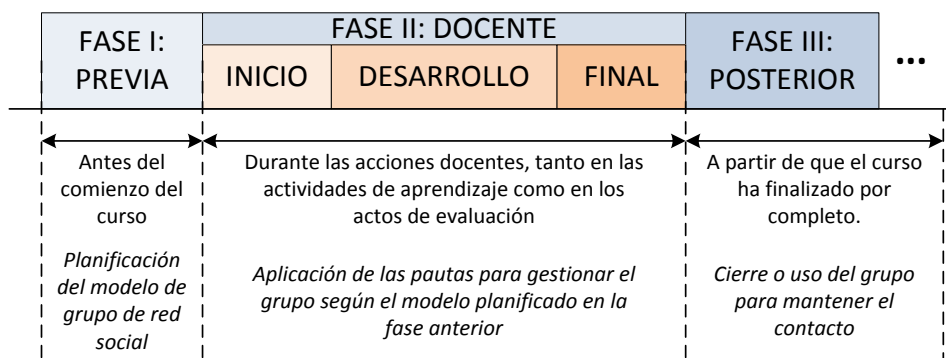 FASE I:
PREVIA
FASE II: DOCENTE
INICIO
DESARROLLO
FINAL
FASE III:
POSTERIOR
...
Antes del
comienzo del
curso
Planificación
del modelo de
grupo de red
social
Durante las acciones docentes, tanto en las
actividades de aprendizaje como en los
actos de evaluación
Aplicación de las pautas para gestionar el
grupo según el modelo planificado en la
fase anterior
A partir de que el curso
ha finalizado por
completo.
Cierre o uso del grupo
para mantener el
contacto